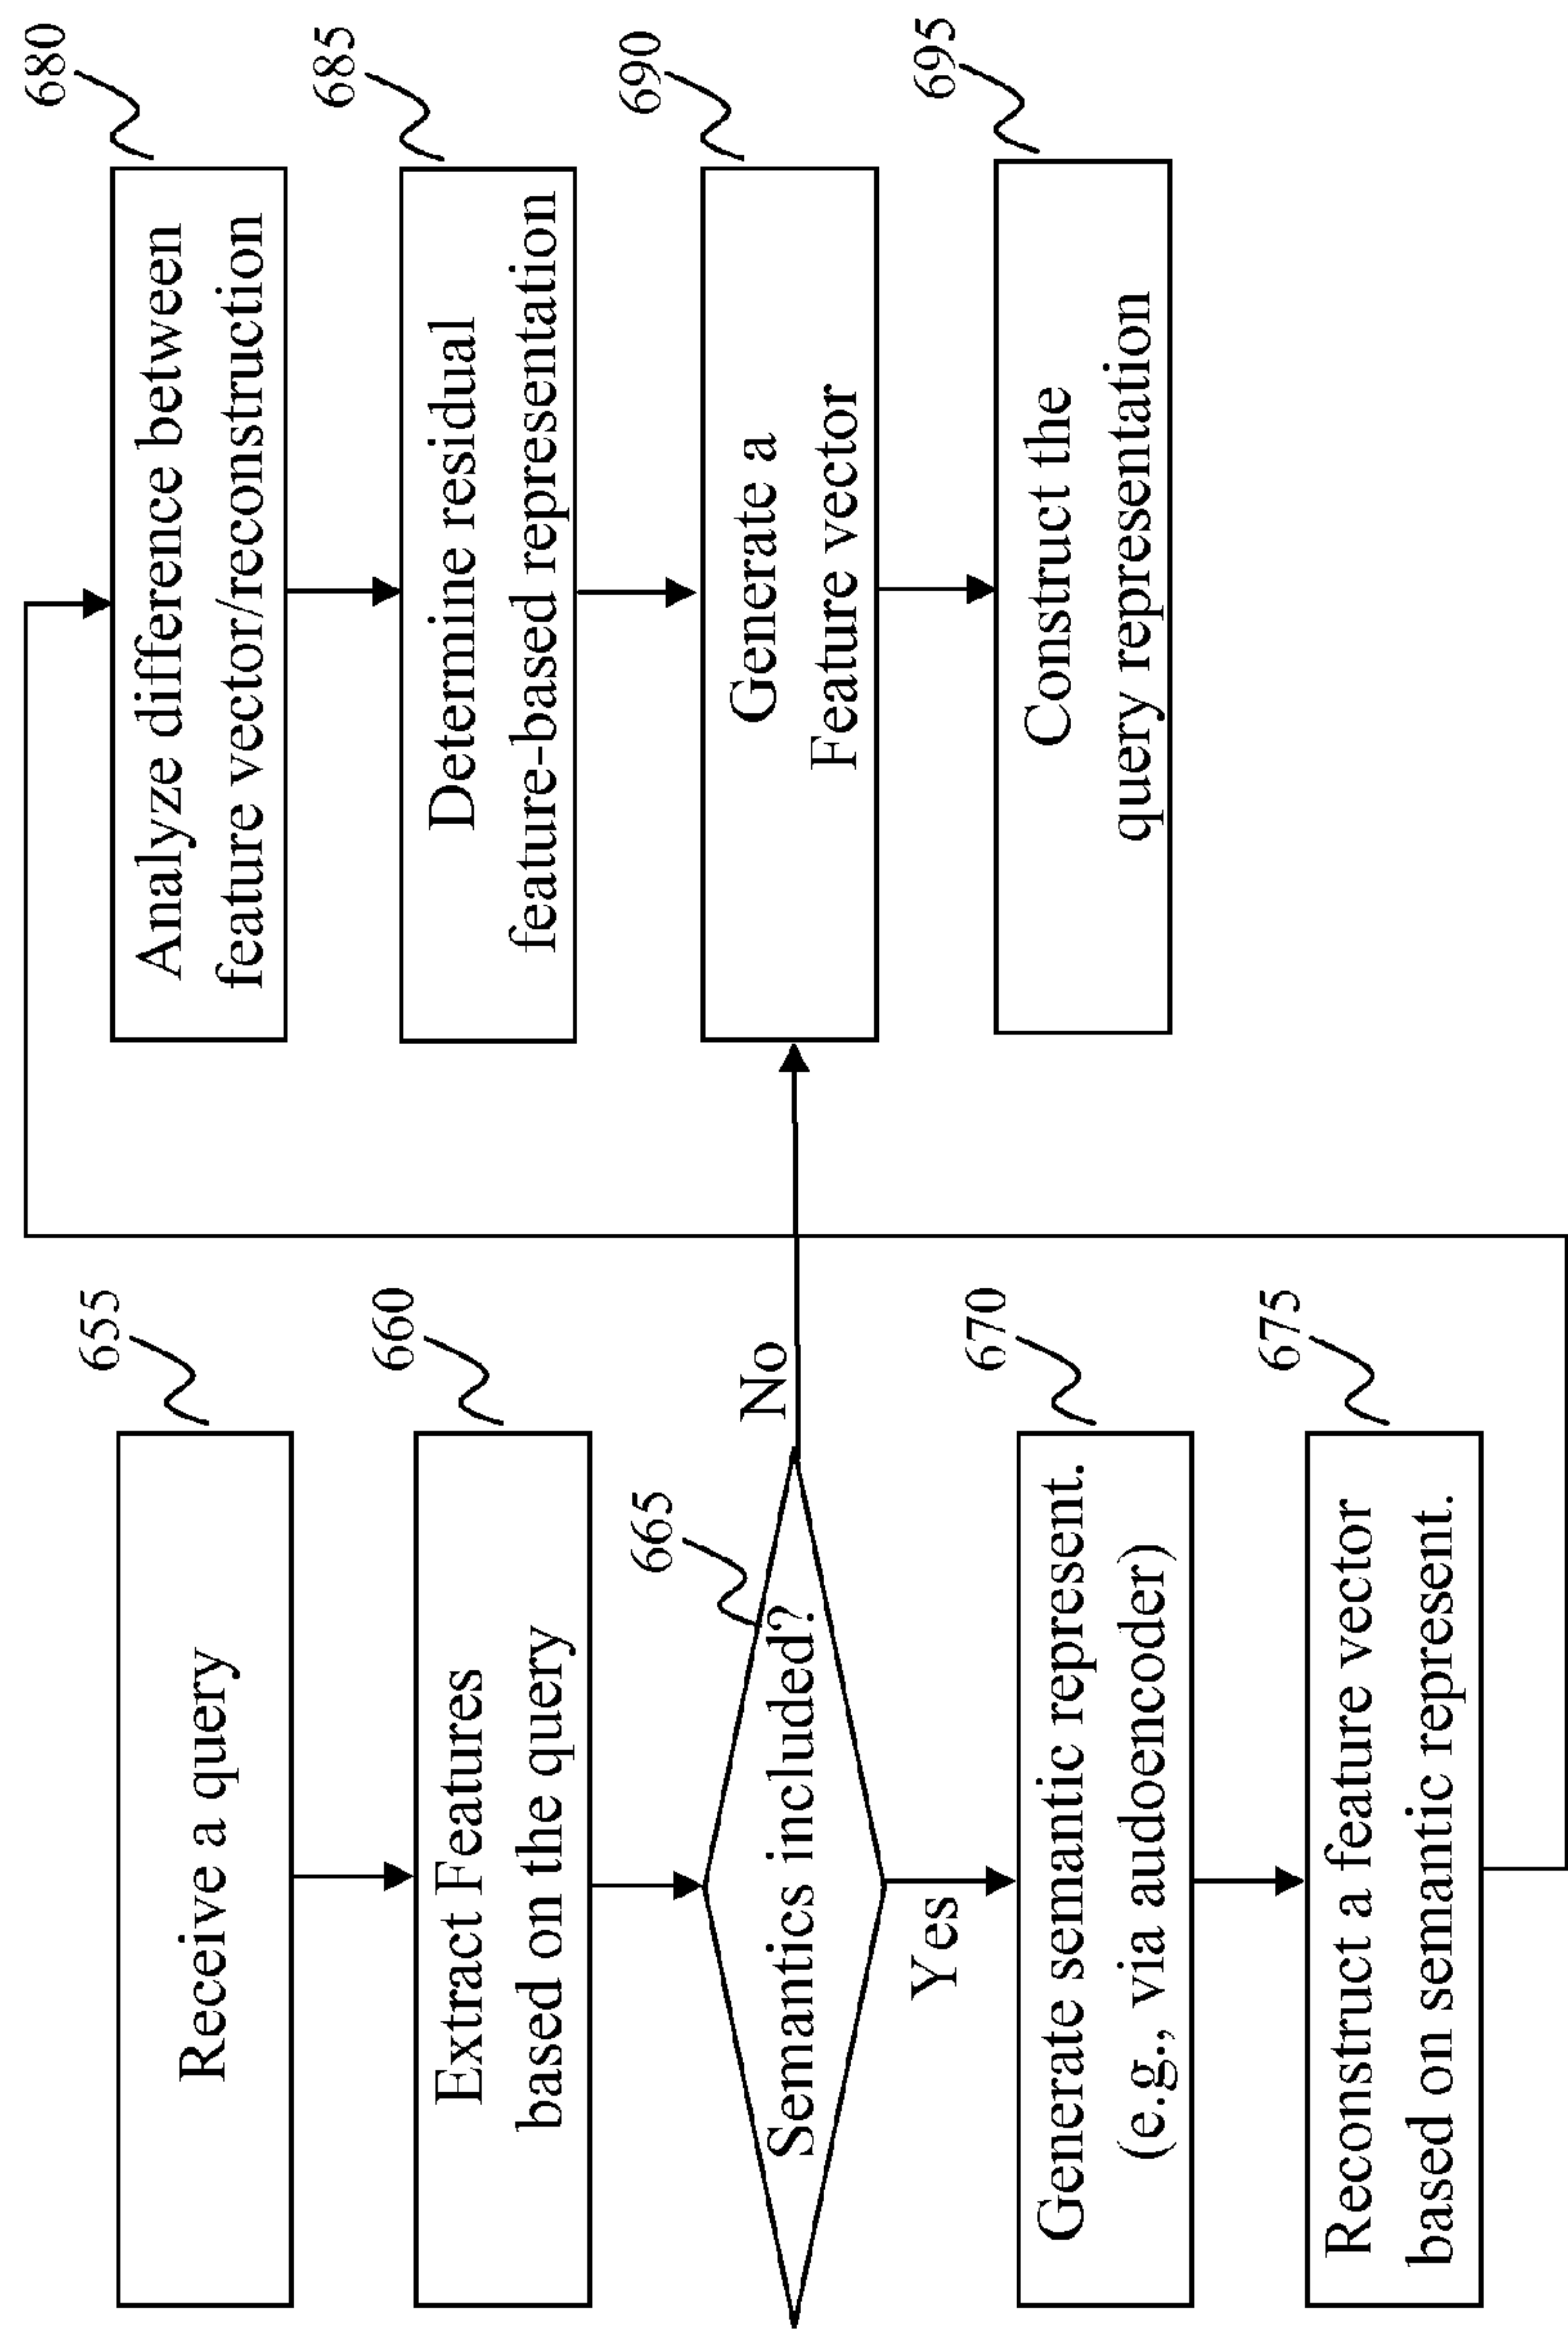 655
Receive a query
660
Extract Features
based on the query
665
Semantics included?
No
Yes
670
Generate semantic represent.
(e.g., via audoencoder)
675
Reconstruct a feature vector
based on semantic represent.
680
Analyze difference between
feature vector/reconstruction
685
Determine residual
feature-based representation
690
Generate a
Feature vector
695
Construct the
query representation